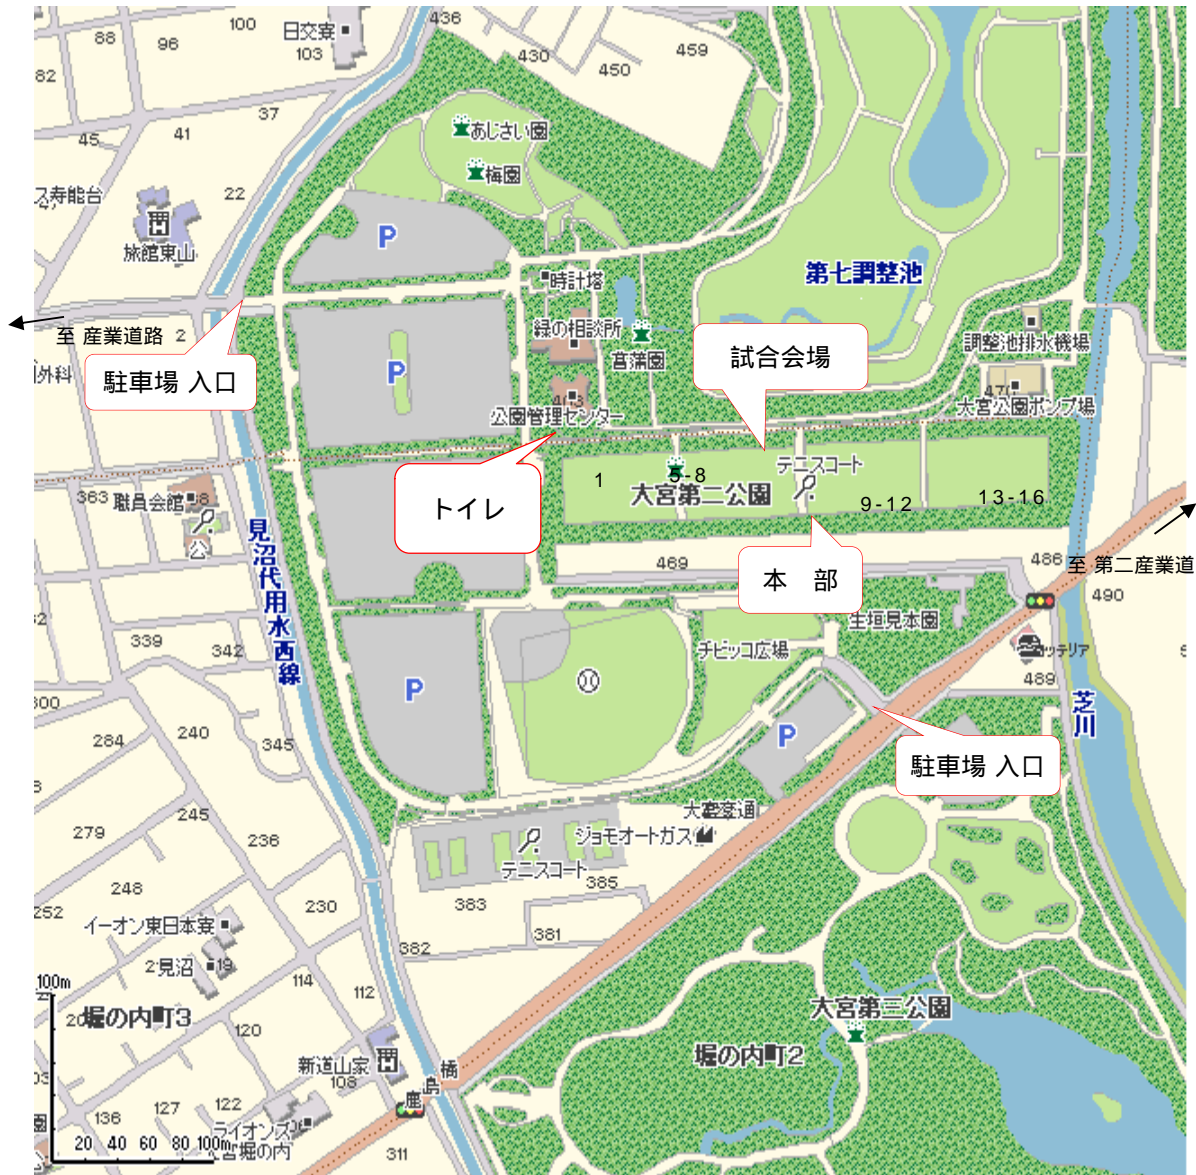 436
100
日交寮
103
88
96
459
430
450
82
37
41
45
あじさい園
梅園
22
ス寿能台
旅館東山
P
時計塔
第七調整池
至 産業道路
2
緑の相談所
菖蒲園
試合会場
調整池排水機場
外科
駐車場 入口
P
公園管理センター
大宮公園ポンプ場
363
職員会館
公
トイレ
1
5-8
テニスコート
大宮第二公園
9-12
13-16
見沼代用水西線
469
本 部
486
至 第二産業道
490
生垣見本園
339
342
チビッコ広場
ッテリア
489
300
P
芝川
240
284
345
P
駐車場 入口
大宮交通
ジョモオートガス
279
245
236
テニスコート
385
248
383
252
230
イーオン東日本寮
381
382
見沼
19
100m
114
112
堀の内町3
120
大宮第三公園
堀の内町2
新道山家
108
鹿島橋
136
127
122
ライオンズ
宮堀の内
20 40 60 80 100m
311